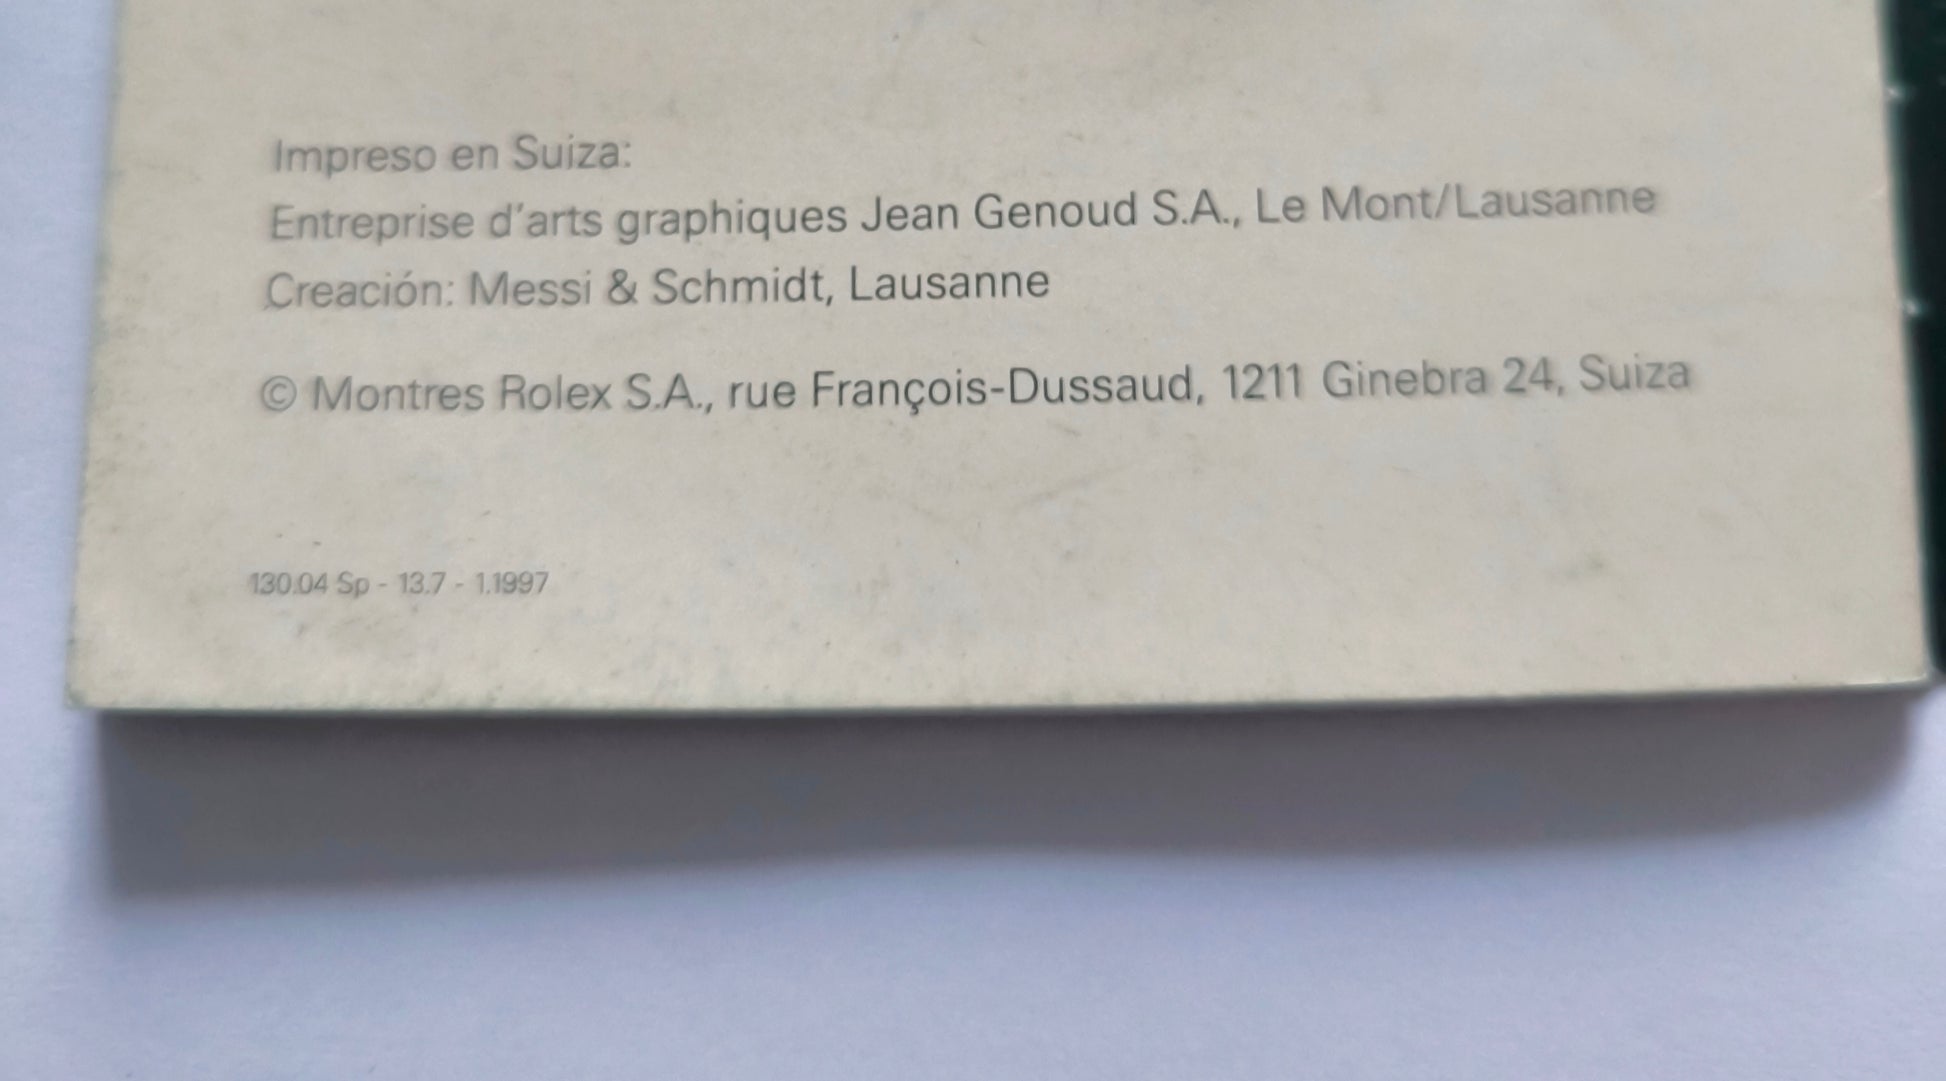 Impreso en Suiza:
Entreprise d'arts graphiques Jean Genoud S.A., Le Mont/Lausanne
Creación: Messi & Schmidt, Lausanne
© Montres Rolex S.A., rue François-Dussaud, 1211 Ginebra 24, Suiza
130.04 Sp - 13.7 - 1.1997